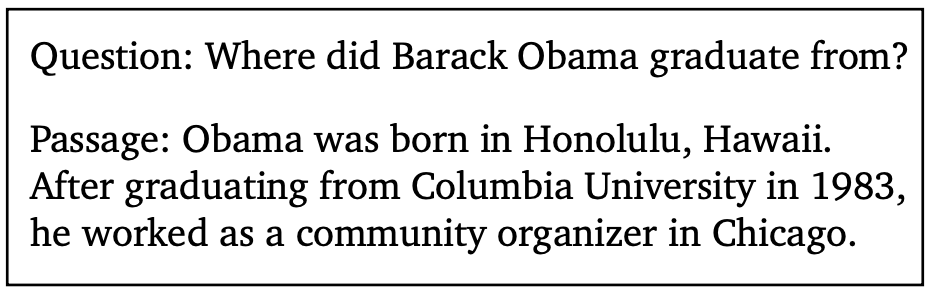 Question: Where did Barack Obama graduate from?
Passage: Obama was born in Honolulu, Hawaii.
After graduating from Columbia University in 1983,
he worked as a community organizer in Chicago.